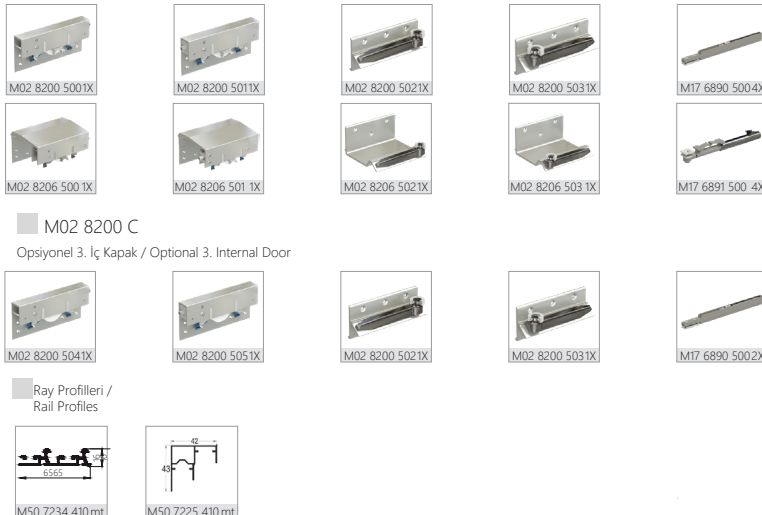 M02 8200 5001X M02 8200 5011X M02 8200 5021X M02 8200 5031X M17 6890 5004X
M02 8206 500 1X M02 8206 501 1X M02 8206 5021X M02 8206 503 1X M17 6891 500 4X
M02 8200 C
Opsiyonel 3. İç Kapak / Optional 3. Internal Door
M02 8200 5041X M02 8200 5051X M02 8200 5021X M02 8200 5031X M17 6890 5002X
Ray Profilleri /
Rail Profiles
6565
42
43
M50 7234 410 mt M50 7225 410 mt